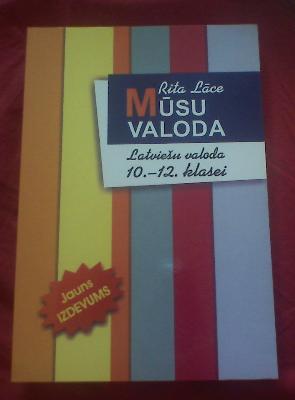 Rita Lāce
MŪSU
VALODA
Latviešu valoda
10.–12. klasei
Jauns
IZDEVUMS